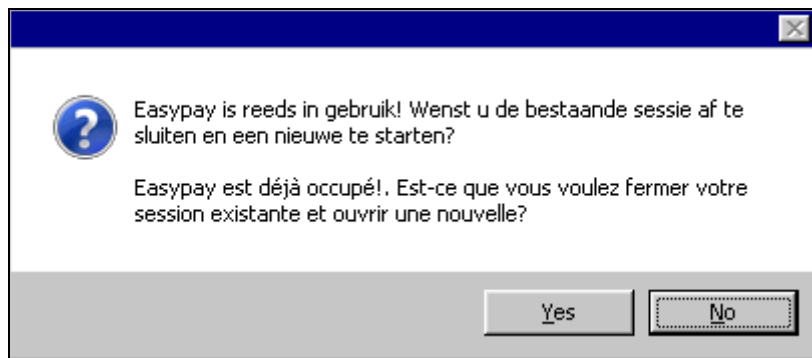 Easypay is reeds in gebruik! Wenst u de bestaande sessie af te
sluiten en een nieuwe te starten?
Easypay est déjà occupé!. Est-ce que vous voulez fermer votre
session existante et ouvrir une nouvelle?
Yes
No